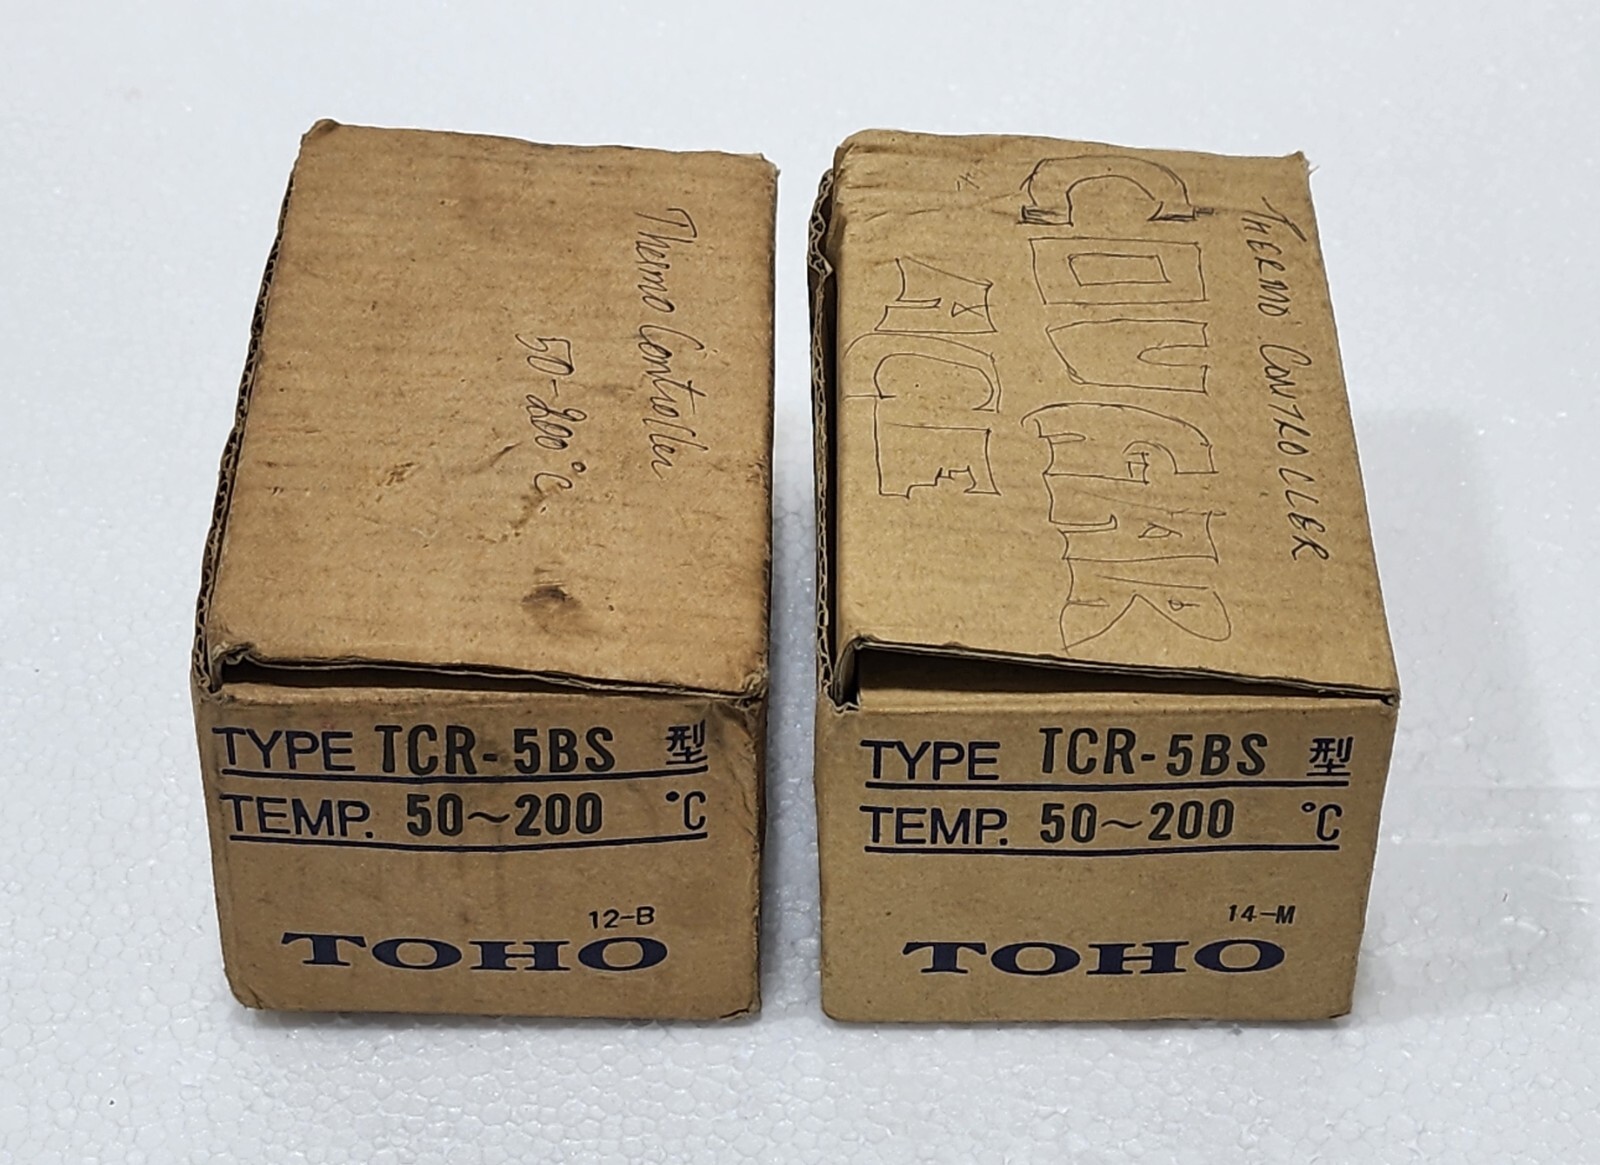 Thermo Controller
50-200°C
TYPE TCR-5BS 型
TEMP. 50~200 °C
12-B
TOHO
THERMO CONTROLLER
COUGAR
ACE
TYPE TCR-5BS 型
TEMP. 50~200 °C
14-M
TOHO